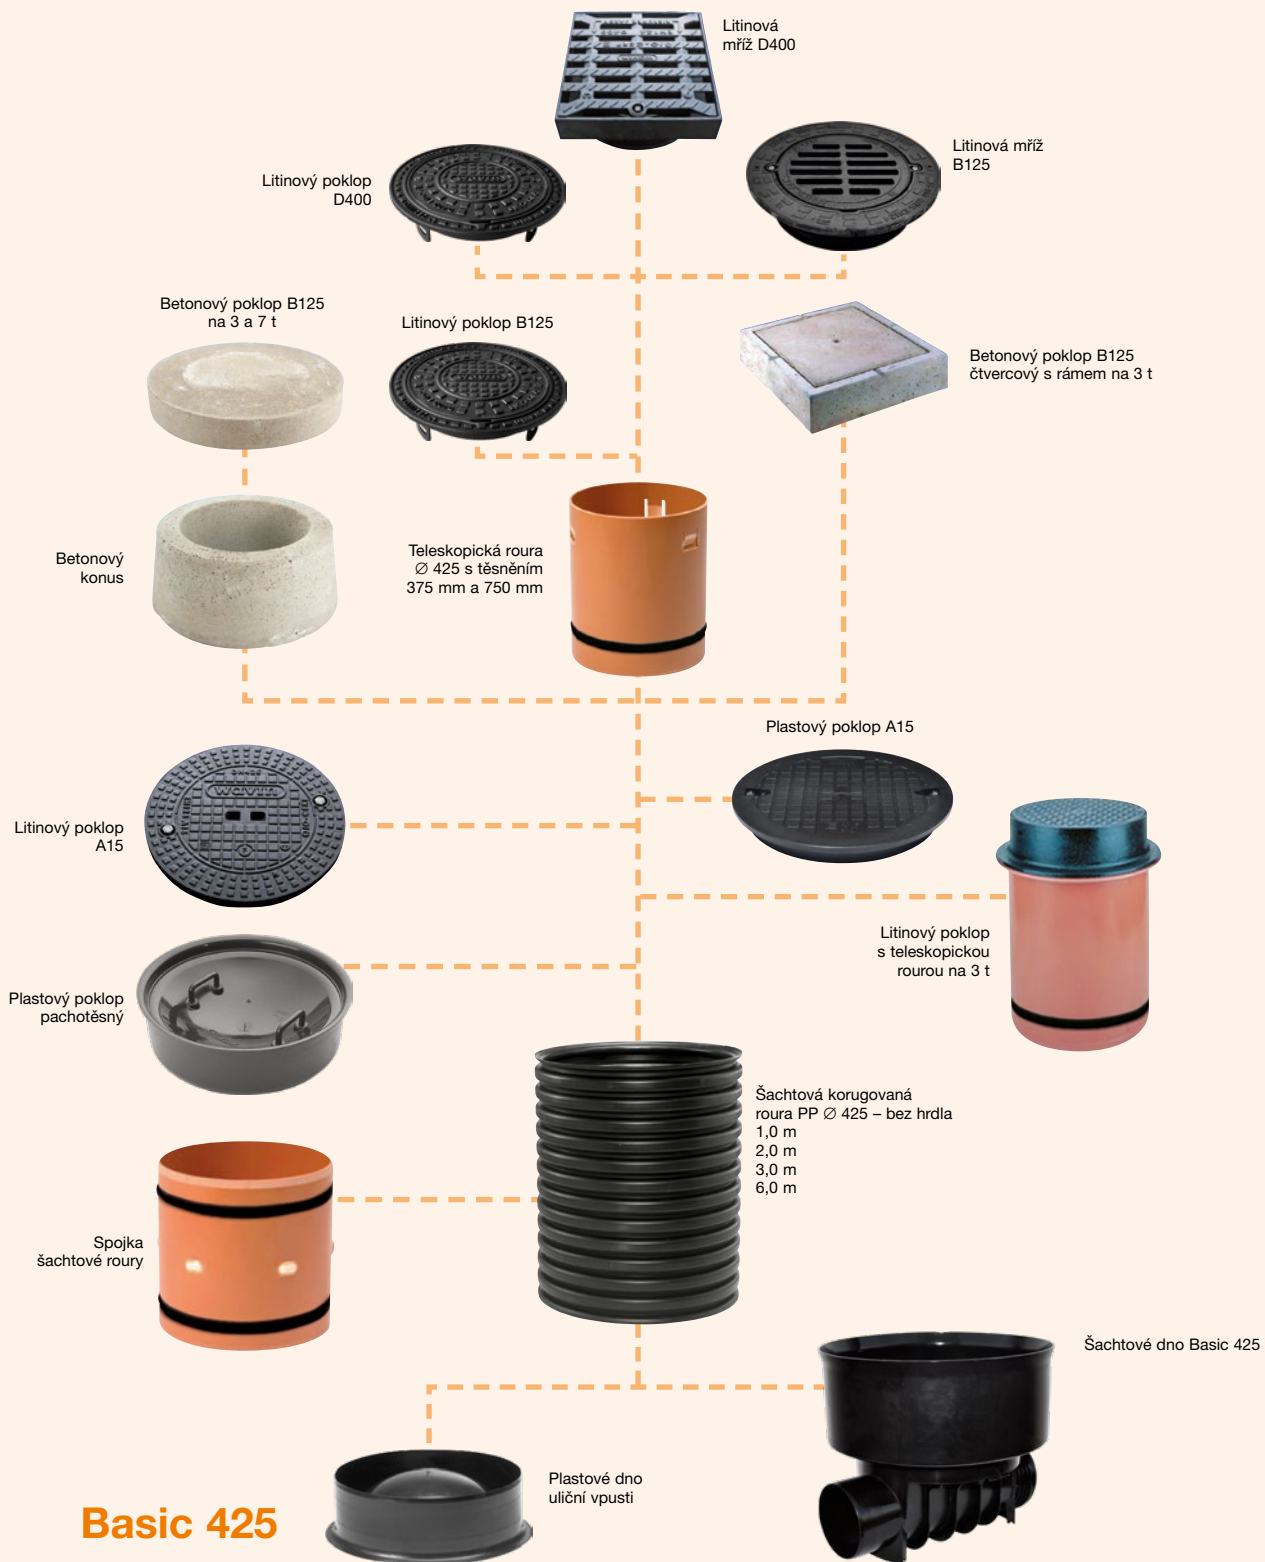 Litinová
mříž D400
Litinová mříž
B125
Litinový poklop
D400
Betonový poklop B125
na 3 a 7 t
Litinový poklop B125
Betonový poklop B125
čtvercový s rámem na 3 t
Betonový
konus
Teleskopická roura
∅ 425 s těsněním
375 mm a 750 mm
Plastový poklop A15
wavin
Litinový poklop
A15
Litinový poklop
s teleskopickou
rourou na 3 t
Plastový poklop
pachotěsný
Šachtová korugovaná
roura PP ∅ 425 – bez hrdla
1,0 m
2,0 m
3,0 m
6,0 m
Spojka
šachtové roury
Šachtové dno Basic 425
Plastové dno
uliční vpusti
Basic 425